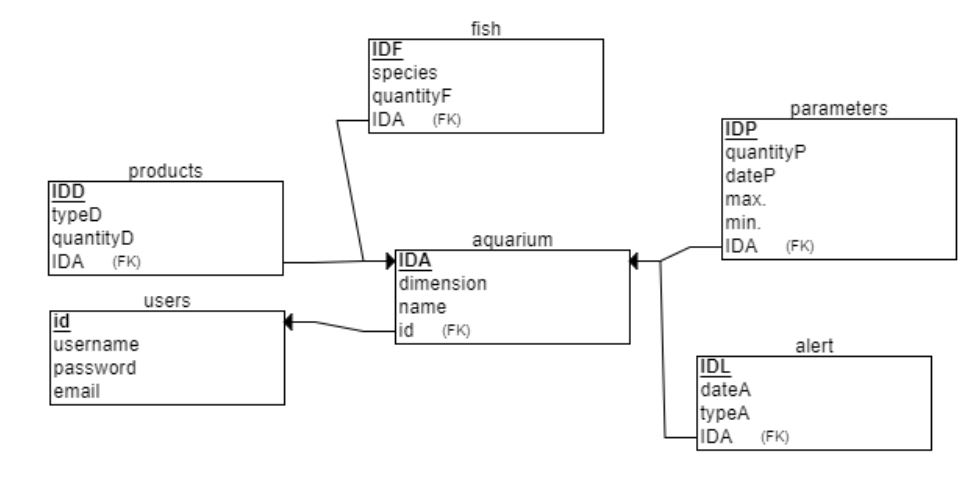 fish
IDF
species
quantityF
IDA (FK)
parameters
IDP
quantityP
dateP
max.
min.
IDA (FK)
products
IDD
typeD
quantityD
IDA (FK)
aquarium
IDA
dimension
name
id (FK)
users
id
username
password
email
alert
IDL
dateA
typeA
IDA (FK)